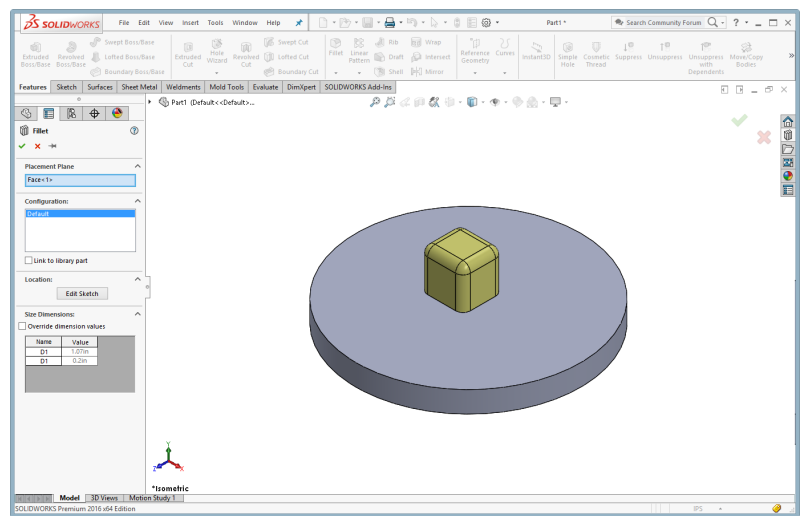 SOLIDWORKS File Edit View Insert Tools Window Help Part1 * Search Community Forum
Extruded Boss/Base
Revolved Boss/Base
Swept Boss/Base
Lofted Boss/Base
Boundary Boss/Base
Extruded Cut
Hole Wizard
Revolved Cut
Swept Cut
Lofted Cut
Boundary Cut
Fillet
Linear Pattern
Rib
Draft
Shell
Wrap
Intersect
Mirror
Reference Geometry
Curves
Instant3D
Simple Hole
Cosmetic Thread
Suppress
Unsuppress
Unsuppress with Dependents
Move/Copy Bodies
Features Sketch Surfaces Sheet Metal Weldments Mold Tools Evaluate DimXpert SOLIDWORKS Add-Ins
Part1 (Default<<Default>...
Fillet
Placement Plane
Face<1>
Configuration:
Default
Link to library part
Location:
Edit Sketch
Size Dimensions:
Override dimension values
Name Value
D1 1.07in
D1 0.2in
Y
Z X
*Isometric
Model 3D Views Motion Study 1
SOLIDWORKS Premium 2016 x64 Edition IPS